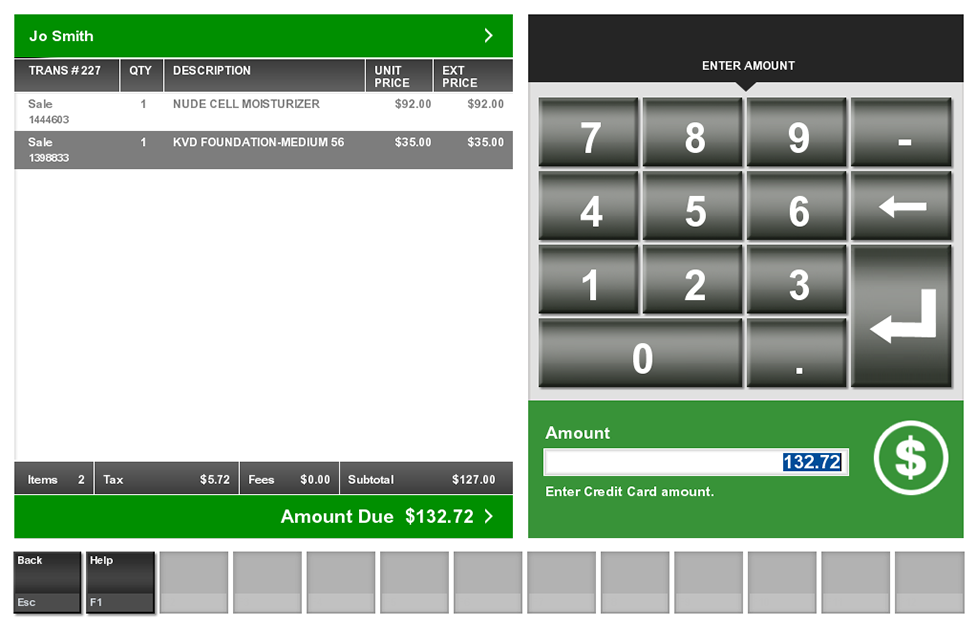 Jo Smith
TRANS # 227 QTY DESCRIPTION UNIT PRICE EXT PRICE
Sale 1 NUDE CELL MOISTURIZER $92.00 $92.00
1444603
Sale 1 KVD FOUNDATION-MEDIUM 56 $35.00 $35.00
1398833
Items 2 Tax $5.72 Fees $0.00 Subtotal $127.00
Amount Due $132.72
ENTER AMOUNT
7 8 9 -
4 5 6
1 2 3
0 .
Amount
132.72
Enter Credit Card amount.
$
Back Help
Esc F1